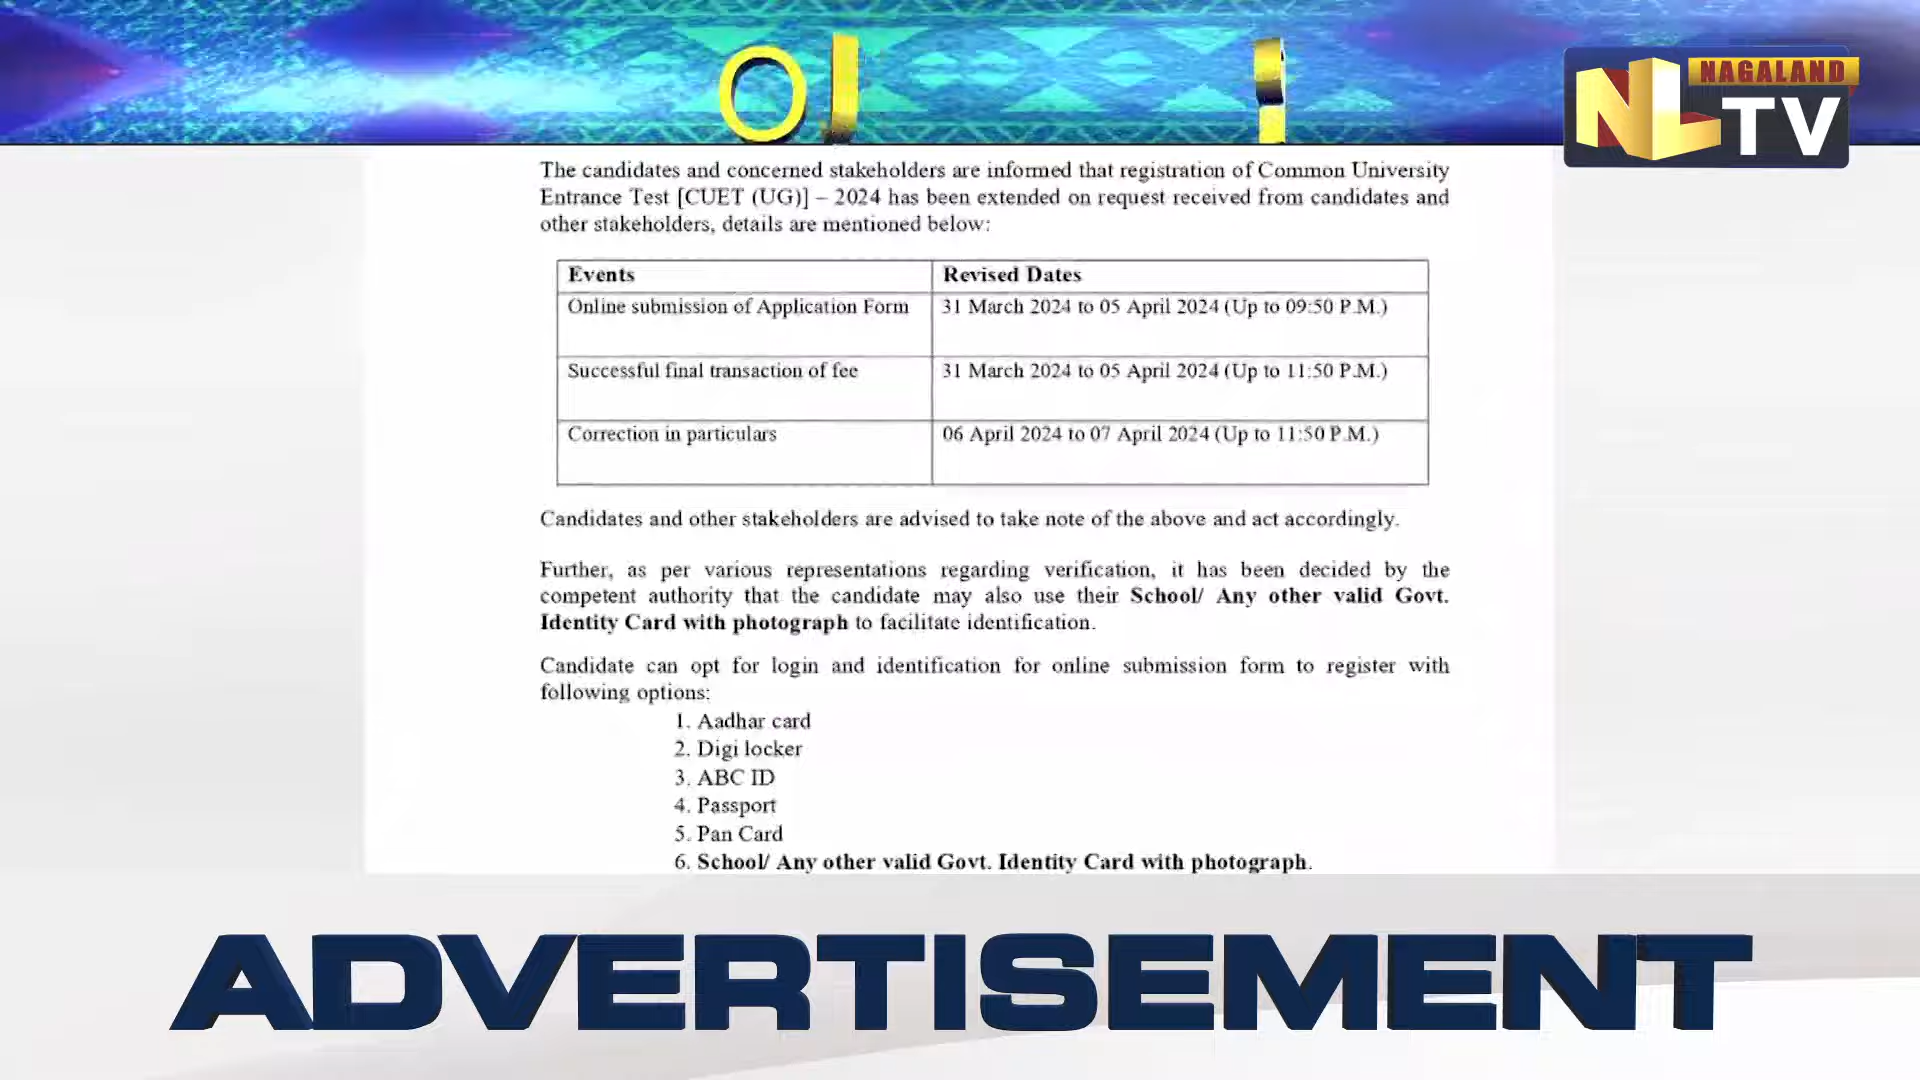 NAGALAND
NL TV
The candidates and concerned stakeholders are informed that registration of Common University
Entrance Test [CUET (UG)] – 2024 has been extended on request received from candidates and
other stakeholders, details are mentioned below:
Events Revised Dates
Online submission of Application Form 31 March 2024 to 05 April 2024 (Up to 09:50 P.M.)
Successful final transaction of fee 31 March 2024 to 05 April 2024 (Up to 11:50 P.M.)
Correction in particulars 06 April 2024 to 07 April 2024 (Up to 11:50 P.M.)
Candidates and other stakeholders are advised to take note of the above and act accordingly.
Further, as per various representations regarding verification, it has been decided by the
competent authority that the candidate may also use their School/ Any other valid Govt.
Identity Card with photograph to facilitate identification.
Candidate can opt for login and identification for online submission form to register with
following options:
1. Aadhar card
2. Digi locker
3. ABC ID
4. Passport
5. Pan Card
6. School/ Any other valid Govt. Identity Card with photograph.
ADVERTISEMENT